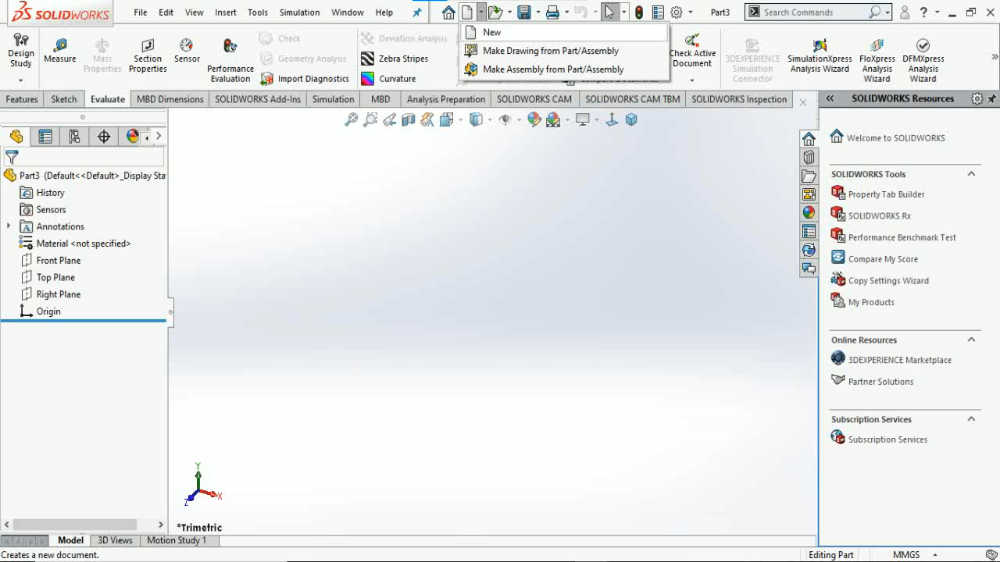 SOLIDWORKS File Edit View Insert Tools Simulation Window Help Part3 Search Commands ?
New
Make Drawing from Part/Assembly
Make Assembly from Part/Assembly
Design Study
Measure
Mass Properties
Section Properties
Sensor
Performance Evaluation
Check
Geometry Analysis
Import Diagnostics
Deviation Analysis
Zebra Stripes
Curvature
Check Active Document
3DEXPERIENCE Simulation Connector
SimulationXpress Analysis Wizard
FloXpress Analysis Wizard
DFMXpress Analysis Wizard
Features Sketch Evaluate MBD Dimensions SOLIDWORKS Add-Ins Simulation MBD Analysis Preparation SOLIDWORKS CAM SOLIDWORKS CAM TBM SOLIDWORKS Inspection
Part3 (Default<<Default>_Display Sta
History
Sensors
Annotations
Material <not specified>
Front Plane
Top Plane
Right Plane
Origin
Y
X
Z
*Trimetric
SOLIDWORKS Resources
Welcome to SOLIDWORKS
SOLIDWORKS Tools
Property Tab Builder
SOLIDWORKS Rx
Performance Benchmark Test
Compare My Score
Copy Settings Wizard
My Products
Online Resources
3DEXPERIENCE Marketplace
Partner Solutions
Subscription Services
Subscription Services
Model 3D Views Motion Study 1
Creates a new document. Editing Part MMGS